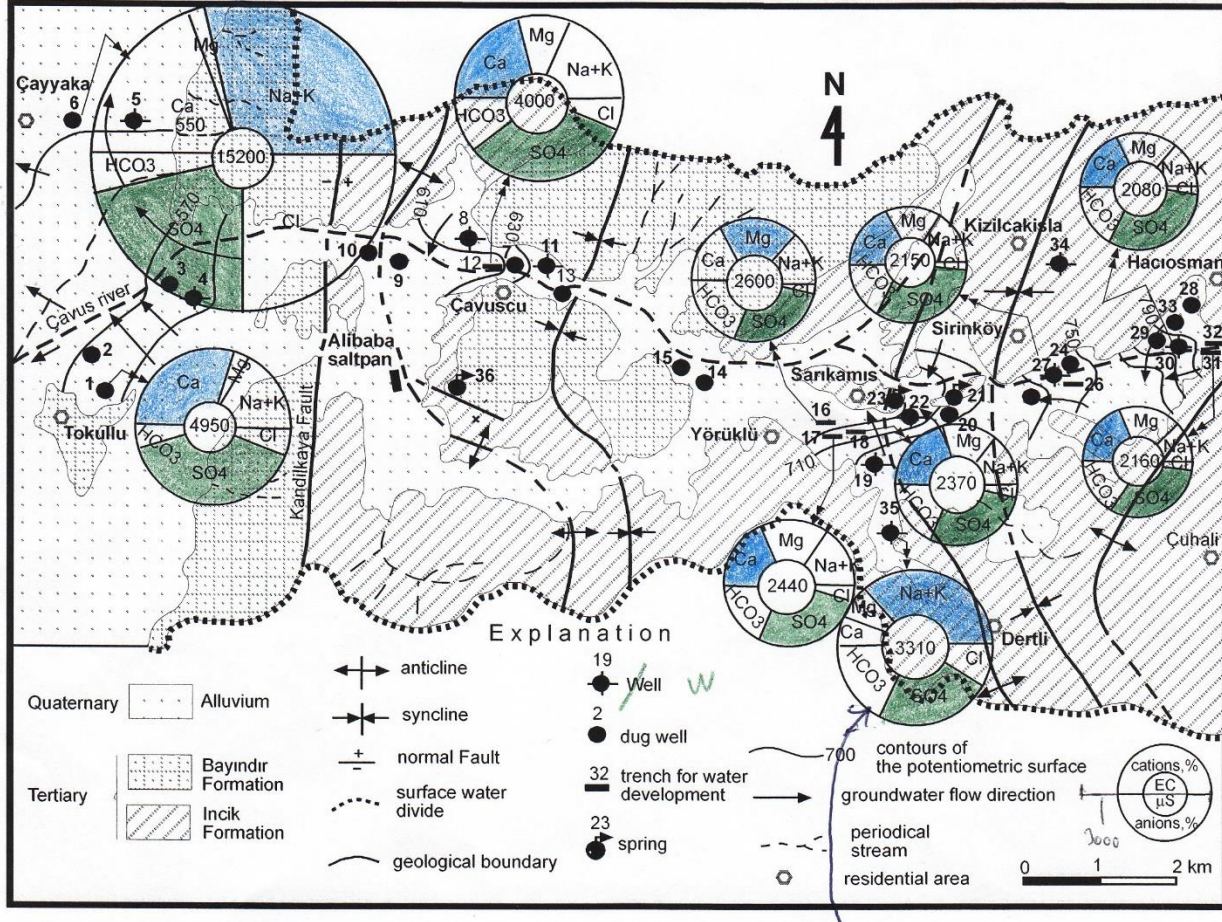 Mg
Na+K
Ca
550
HCO3
15200
570
SO4
Cl
Mg
Ca
Na+K
4000
Cl
HCO3
SO4
N
4
Çayyaka
6
5
610
630
8
10
9
12
11
13
Çavuscu
3
4
Çavus river
2
1
Tokullu
Alibaba
saltpan
36
Kandilkaya Fault
Ca
Mg
Na+K
4950
Cl
HCO3
SO4
Mg
Ca
Na+K
2600
Cl
HCO3
SO4
Mg
Ca
Na+K
2150
Cl
HCO3
SO4
Kizilcakisla
34
Mg
Ca
Na+K
2080
Cl
HCO3
SO4
Hacıosman
28
33
790
29
30
32
31
Sirinköy
750
24
27
26
15
14
Sarıkamıs
23
22
21
20
Yörüklü
16
17
18
710
19
35
Mg
Ca
Na+K
2370
Cl
HCO3
SO4
Mg
Ca
Na+K
2160
Cl
HCO3
SO4
Çuhali
Mg
Ca
Na+K
2440
Cl
HCO3
SO4
Na+K
Mg
Ca
3310
Cl
HCO3
SO4
Dertli
Explanation
Quaternary
Alluvium
Tertiary
Bayındır
Formation
Incik
Formation
anticline
syncline
+
-
normal Fault
surface water
divide
geological boundary
19
Well W
2
dug well
32
trench for water
development
23
spring
700
contours of
the potentiometric surface
groundwater flow direction
periodical
stream
residential area
cations,%
EC
µS
anions,%
3000
0 1 2 km